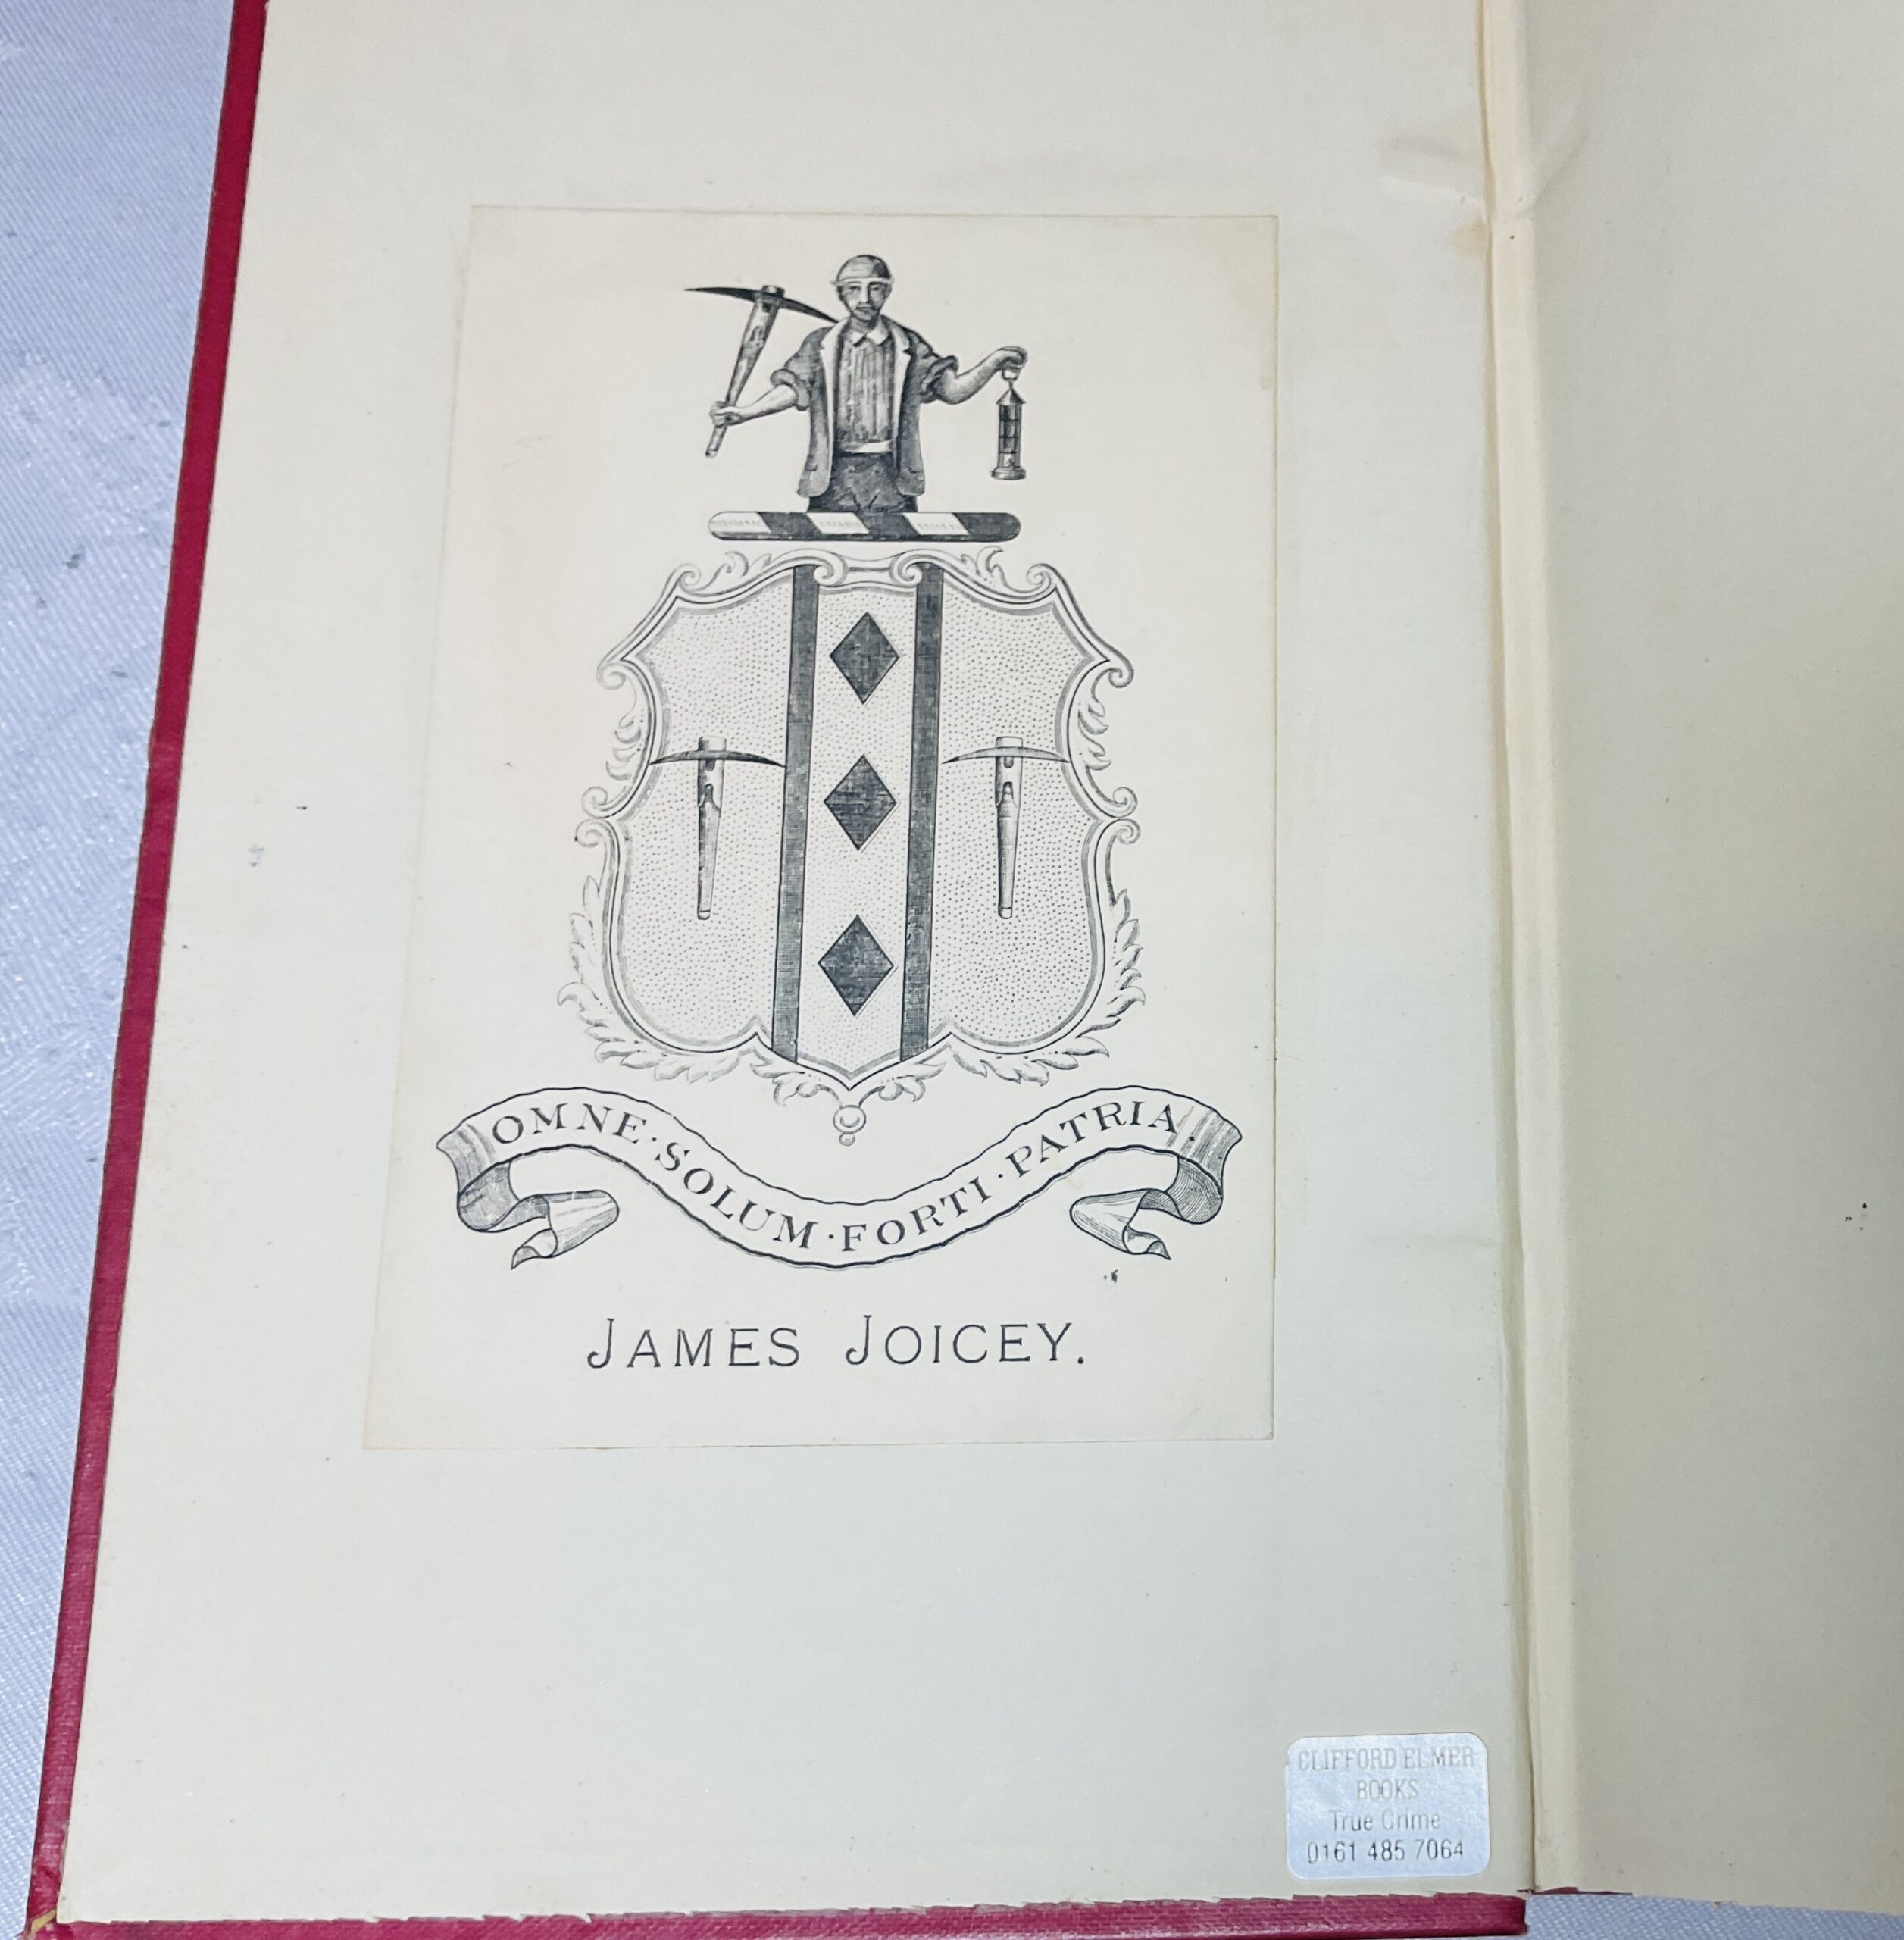 OMNE · SOLUM · FORTI · PATRIA.
JAMES JOICEY.
CLIFFORD ELMER
BOOKS
True Crime
0161 485 7064